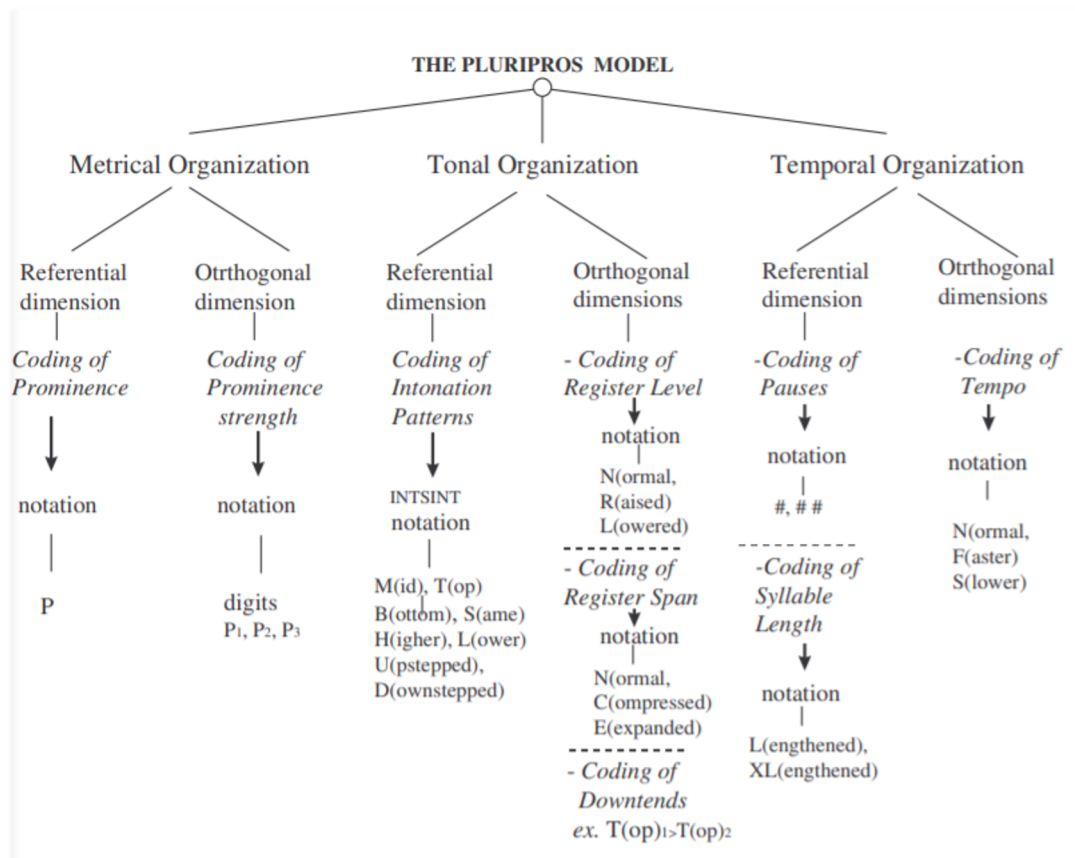 THE PLURIPROS MODEL
Metrical Organization
Tonal Organization
Temporal Organization
Referential
dimension
Coding of
Prominence
notation
P
Otrthogonal
dimension
Coding of
Prominence
strength
notation
digits
P1, P2, P3
Referential
dimension
Coding of
Intonation
Patterns
INTSINT
notation
M(id), T(op)
B(ottom), S(ame)
H(igher), L(ower)
U(pstepped),
D(ownstepped)
Otrthogonal
dimensions
- Coding of
Register Level
notation
N(ormal,
R(aised)
L(owered)
- Coding of
Register Span
notation
N(ormal,
C(ompressed)
E(expanded)
- Coding of
Downtends
ex. T(op)1>T(op)2
Referential
dimension
-Coding of
Pauses
notation
#, # #
-Coding of
Syllable
Length
notation
L(engthened),
XL(engthened)
Otrthogonal
dimensions
-Coding of
Tempo
notation
N(ormal,
F(aster)
S(lower)